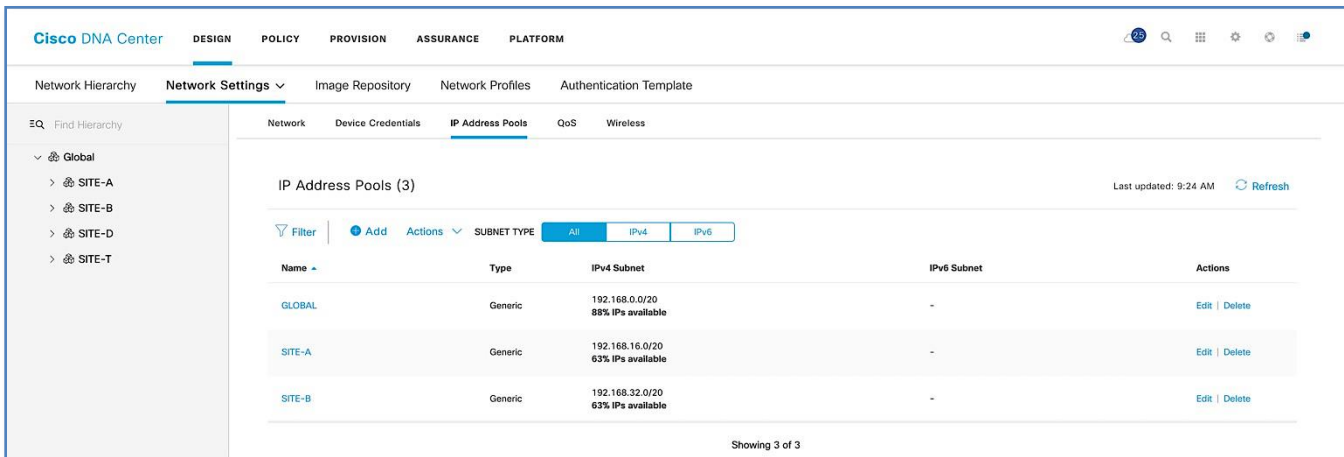 Cisco DNA Center DESIGN POLICY PROVISION ASSURANCE PLATFORM 25
Network Hierarchy Network Settings Image Repository Network Profiles Authentication Template
Find Hierarchy
Network Device Credentials IP Address Pools QoS Wireless
Global
SITE-A
SITE-B
SITE-D
SITE-T
IP Address Pools (3) Last updated: 9:24 AM Refresh
Filter Add Actions SUBNET TYPE All IPv4 IPv6
Name Type IPv4 Subnet IPv6 Subnet Actions
GLOBAL Generic 192.168.0.0/20 - Edit | Delete
88% IPs available
SITE-A Generic 192.168.16.0/20 - Edit | Delete
63% IPs available
SITE-B Generic 192.168.32.0/20 - Edit | Delete
63% IPs available
Showing 3 of 3